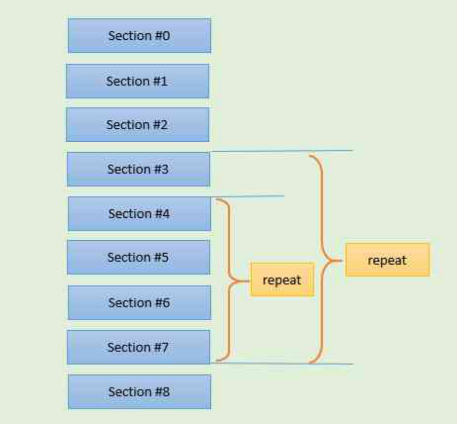 Section #0
Section #1
Section #2
Section #3
Section #4
Section #5
repeat
repeat
Section #6
Section #7
Section #8